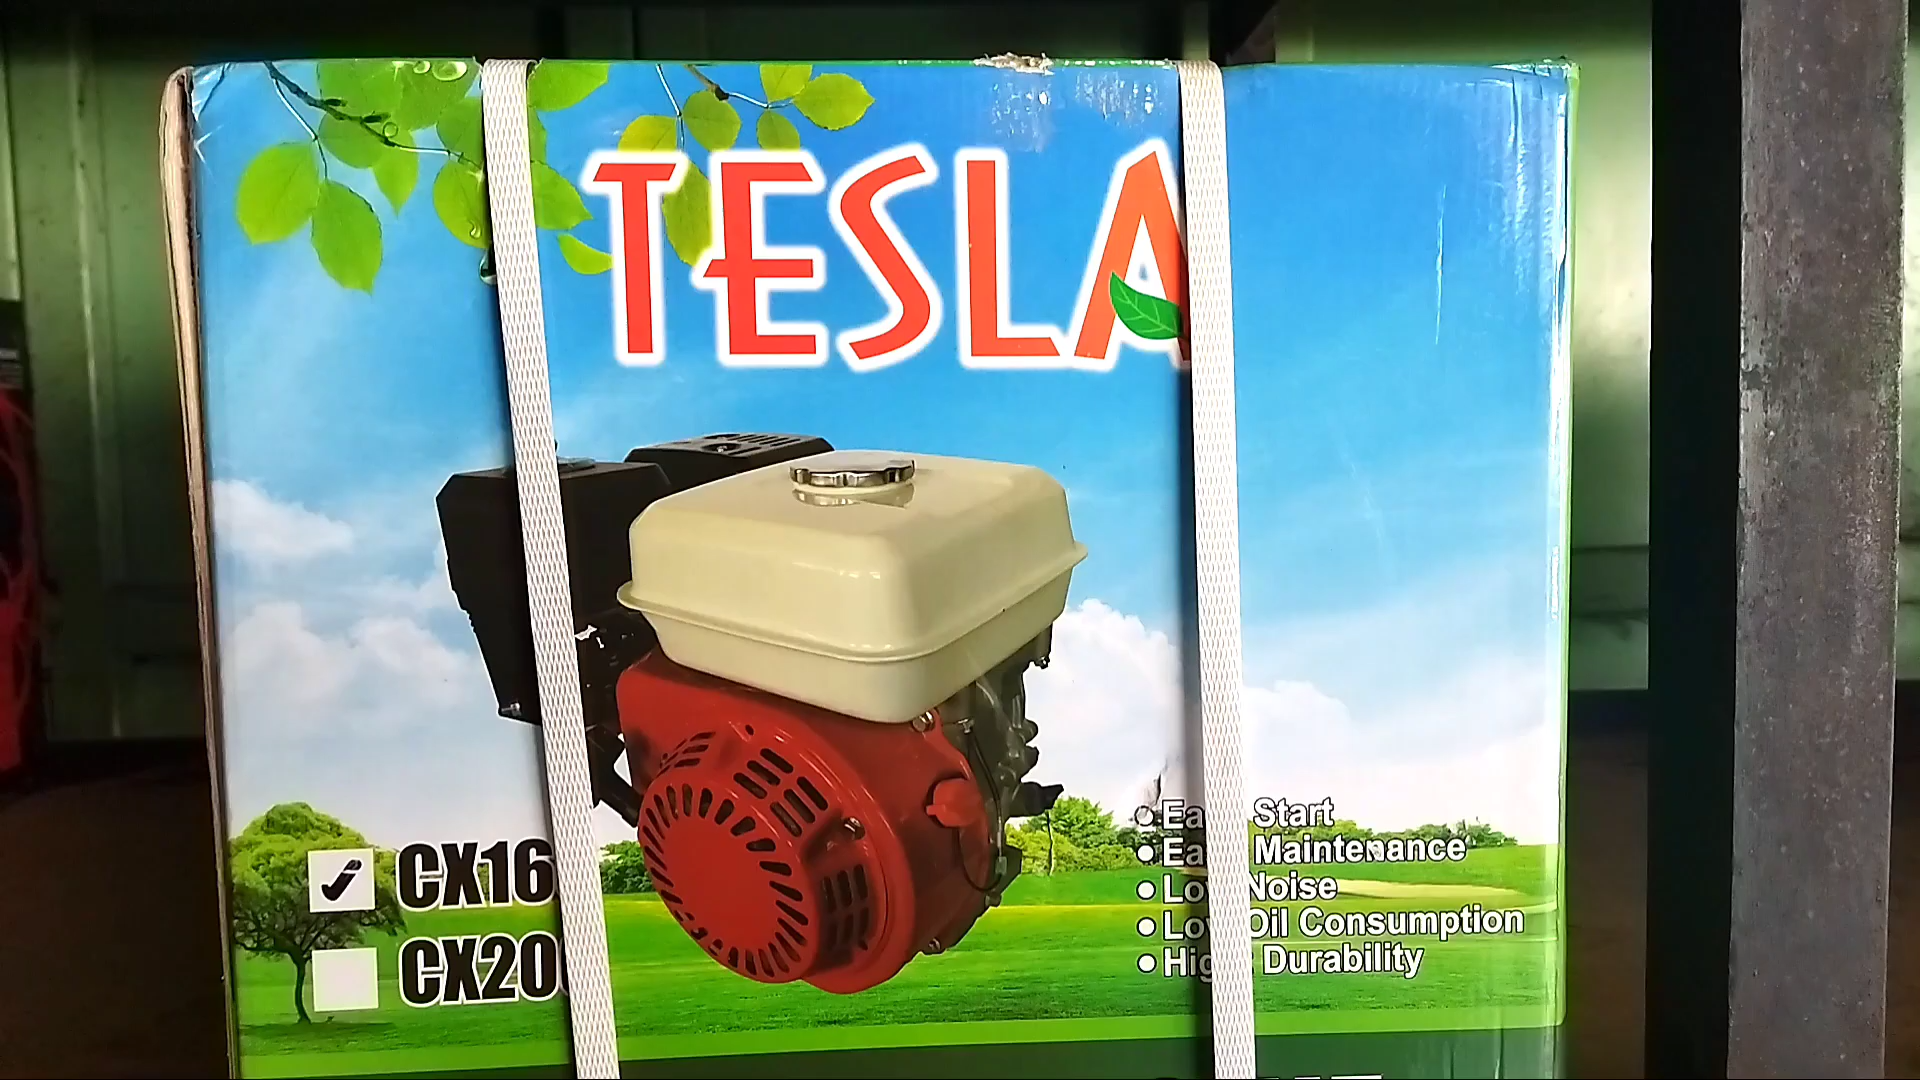 TESLA
CX16
CX20
Start
Maintenance
Noise
Oil Consumption
Durability